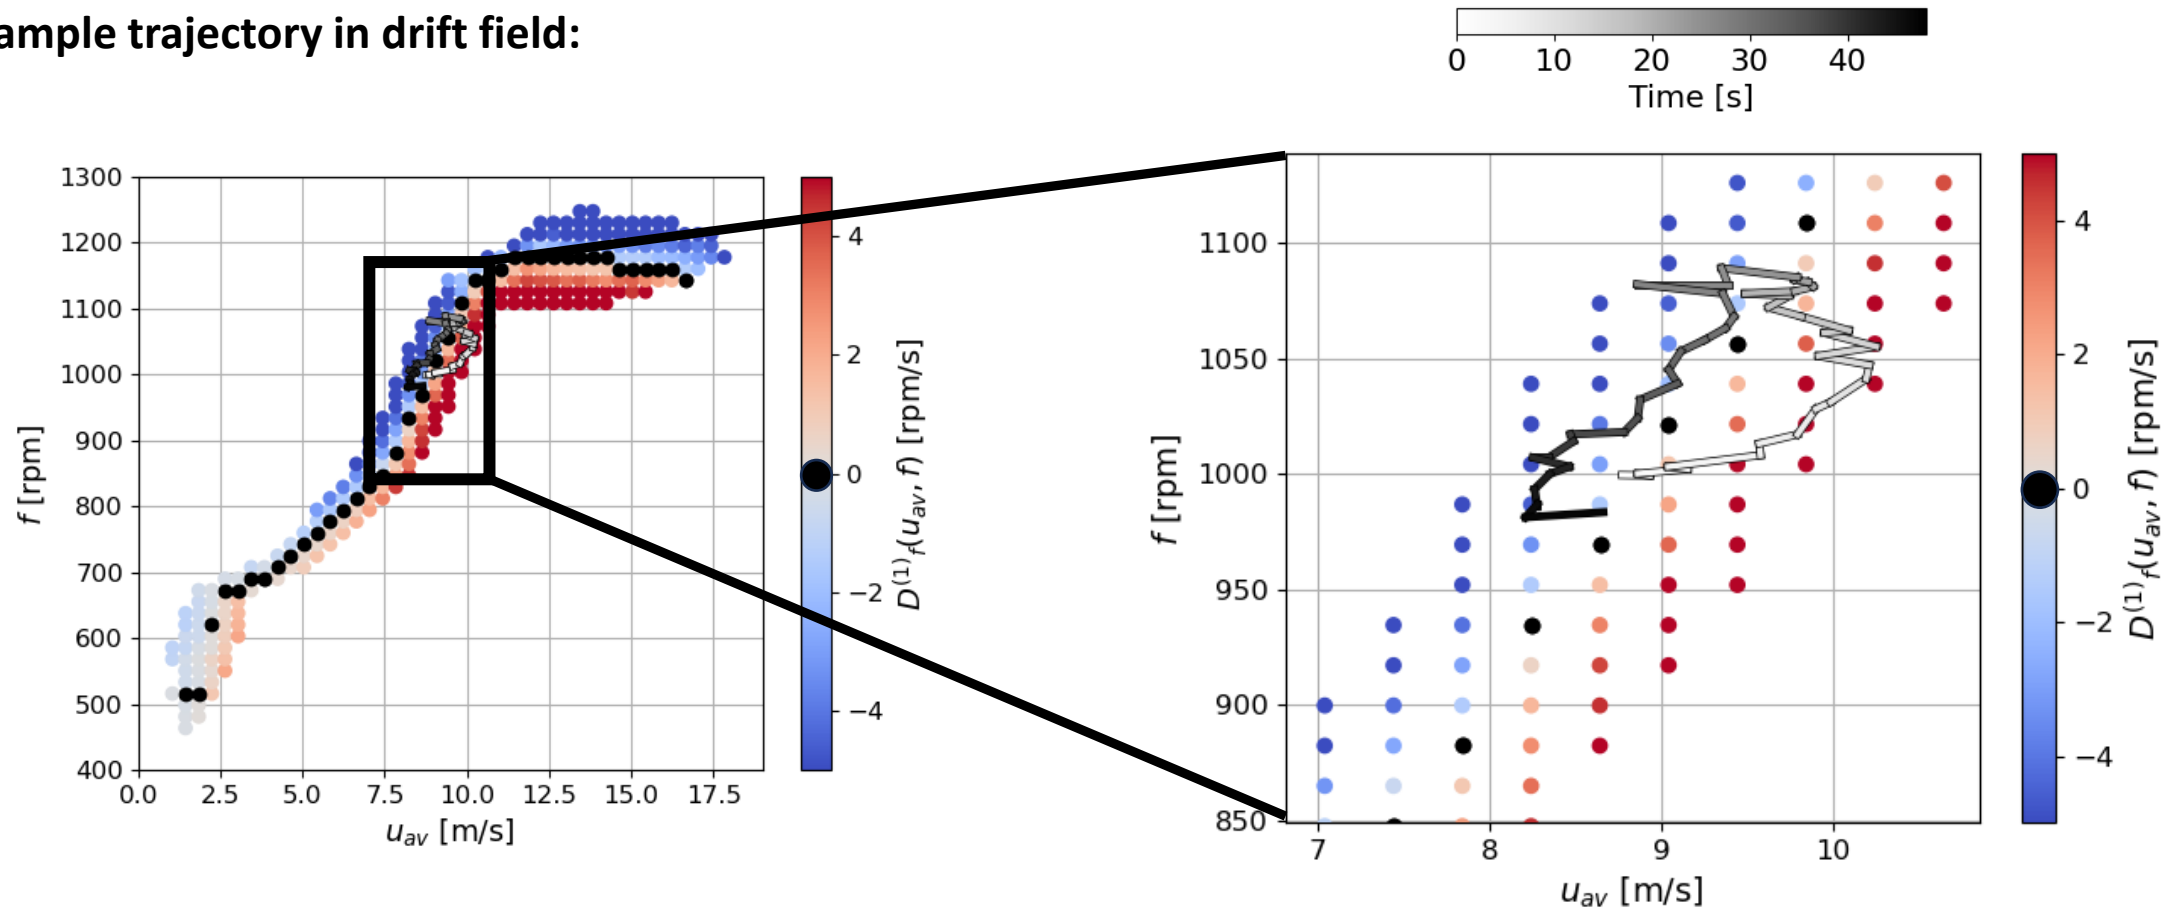 ample trajectory in drift field:
0 10 20 30 40
Time [s]
1300
1200
1100
1000
900
800
700
600
500
400
f [rpm]
0.0 2.5 5.0 7.5 10.0 12.5 15.0 17.5
u_av [m/s]
4
2
0
−2
−4
D^(1)_f(u_av, f) [rpm/s]
1100
1050
1000
950
900
850
f [rpm]
7 8 9 10
u_av [m/s]
4
2
0
−2
−4
D^(1)_f(u_av, f) [rpm/s]